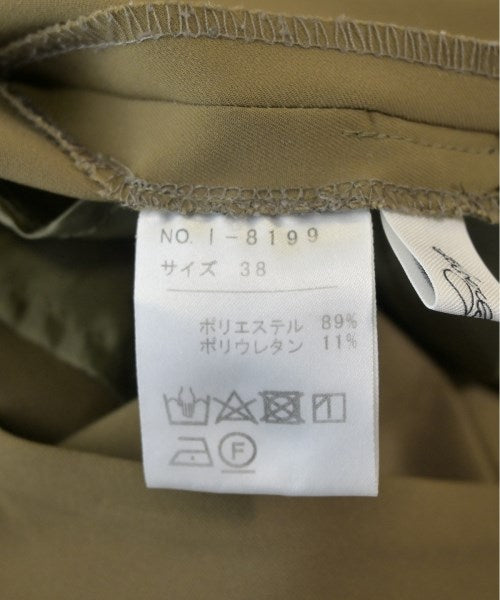 NO. I-8199
サイズ 38
ポリエステル 89%
ポリウレタン 11%
F